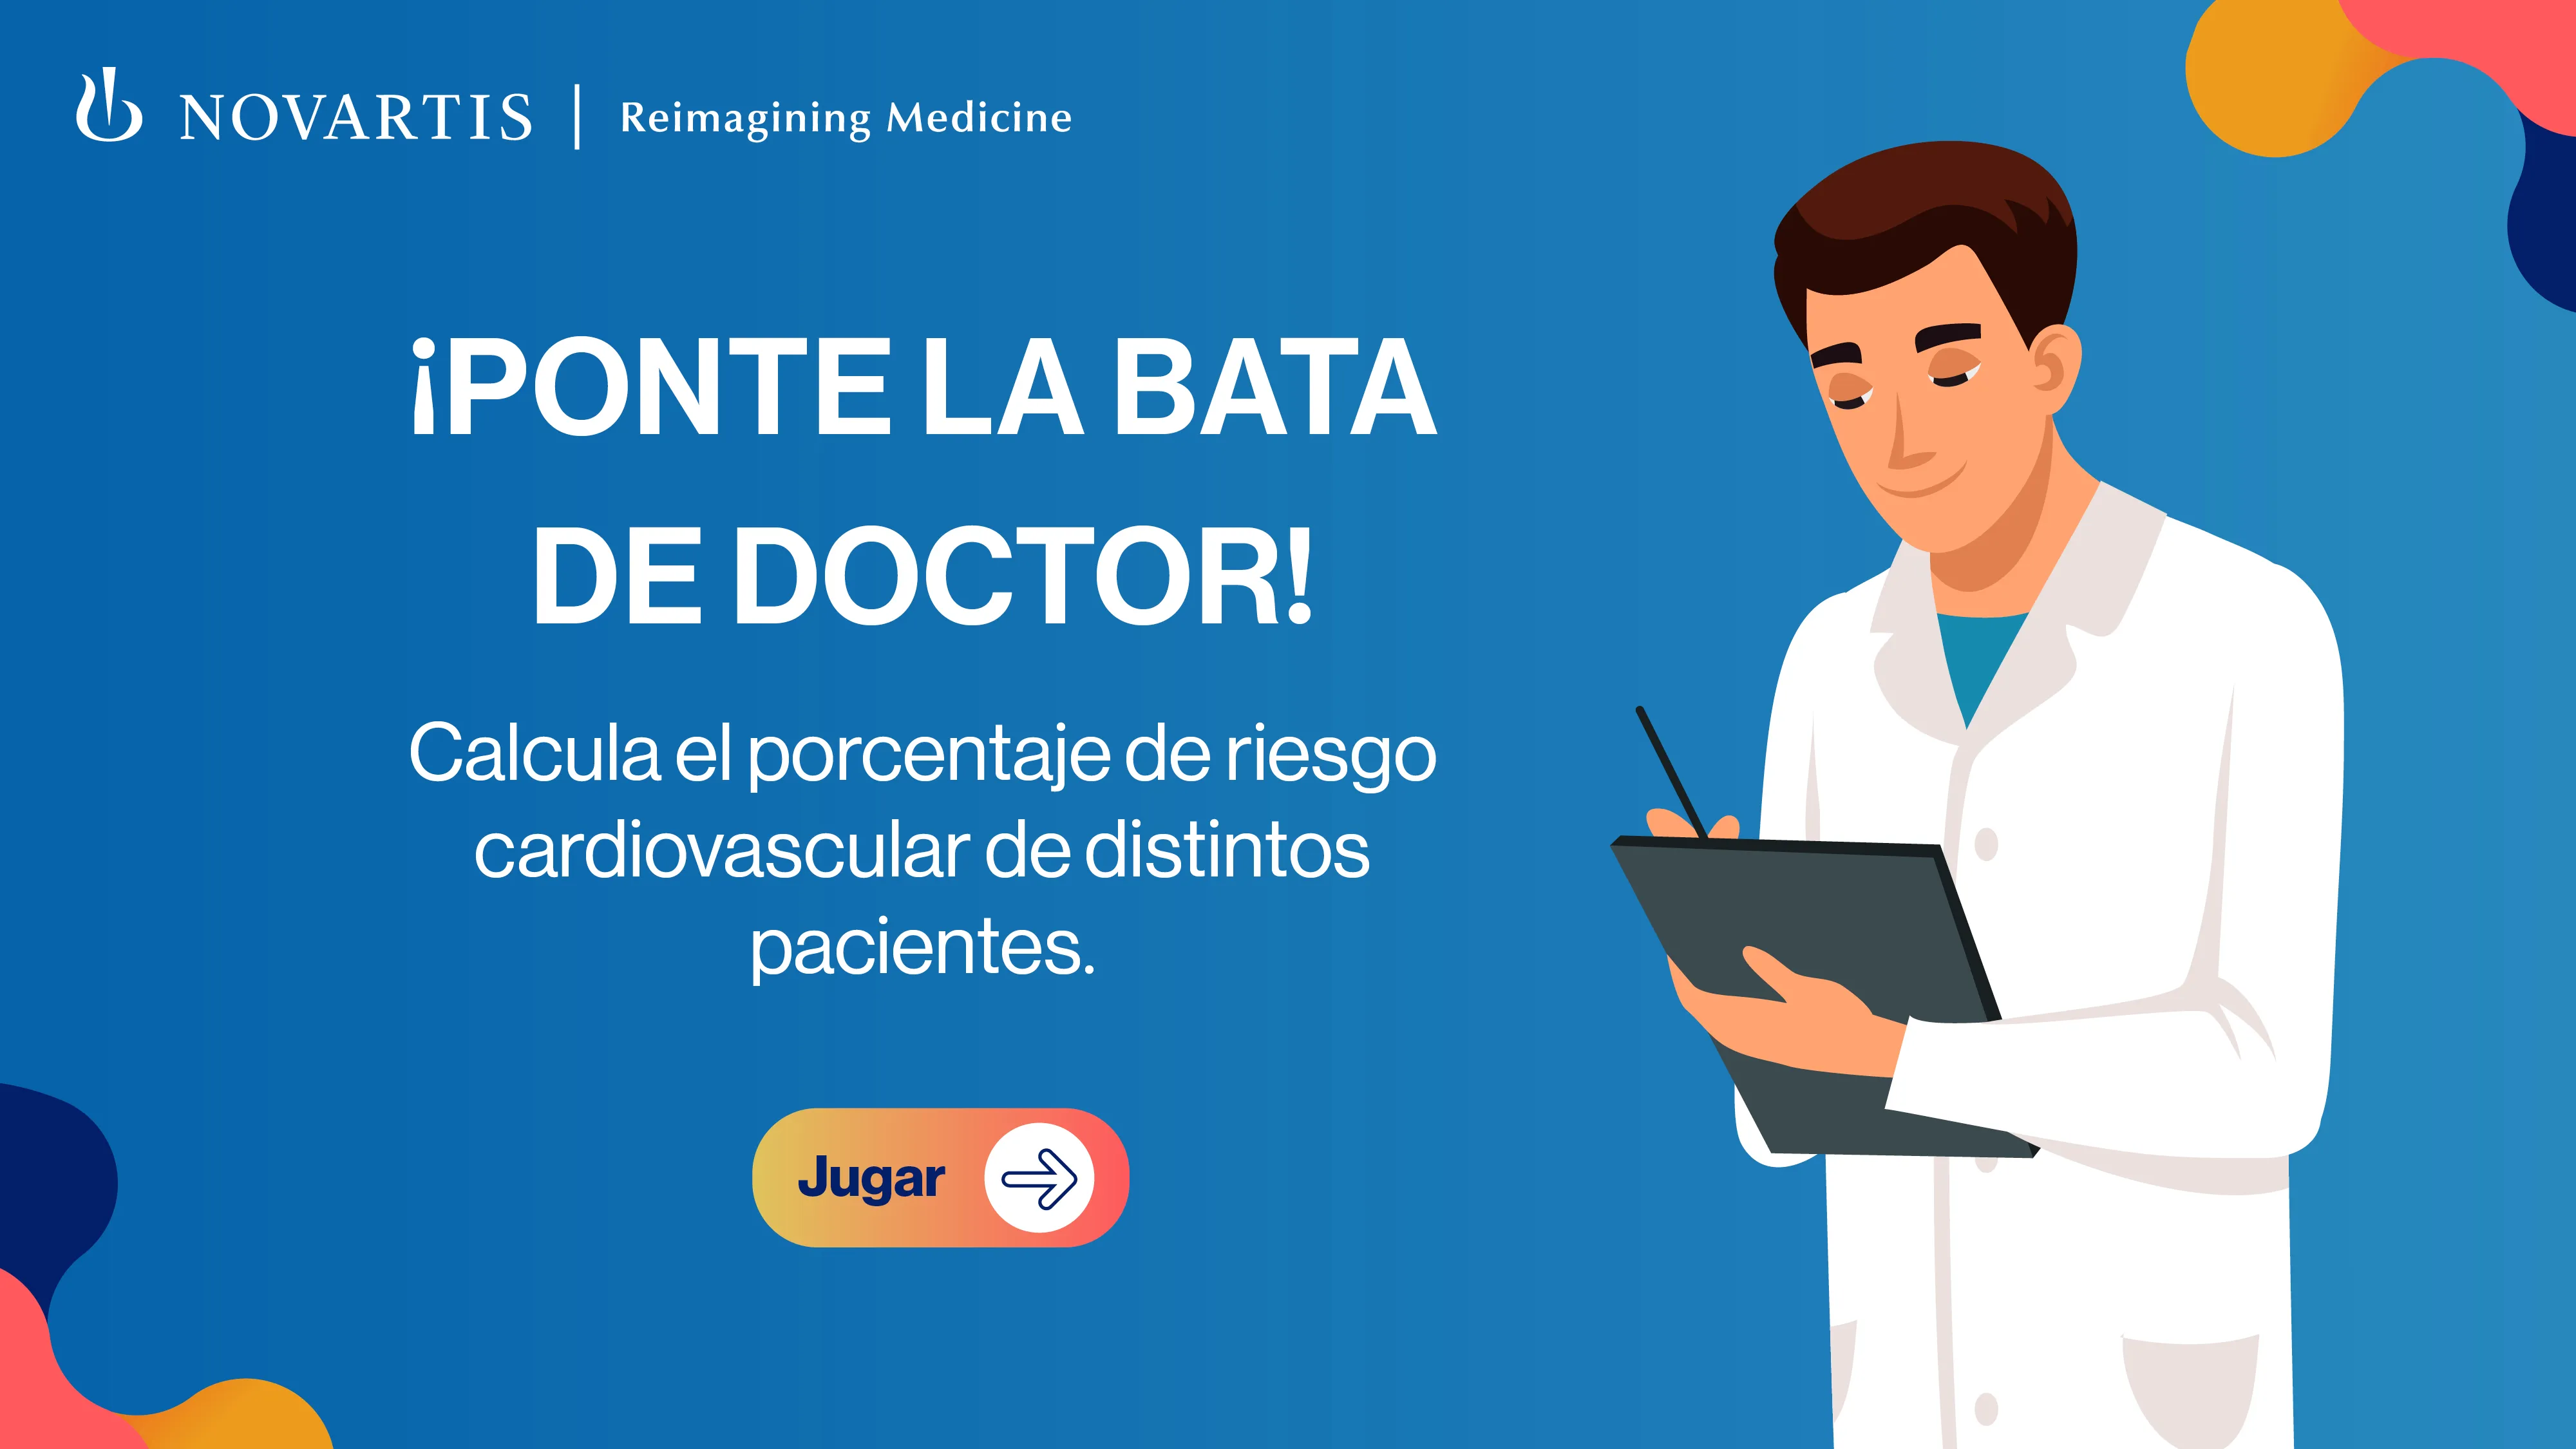 NOVARTIS | Reimagining Medicine
¡PONTE LA BATA
DE DOCTOR!
Calcula el porcentaje de riesgo
cardiovascular de distintos
pacientes.
Jugar